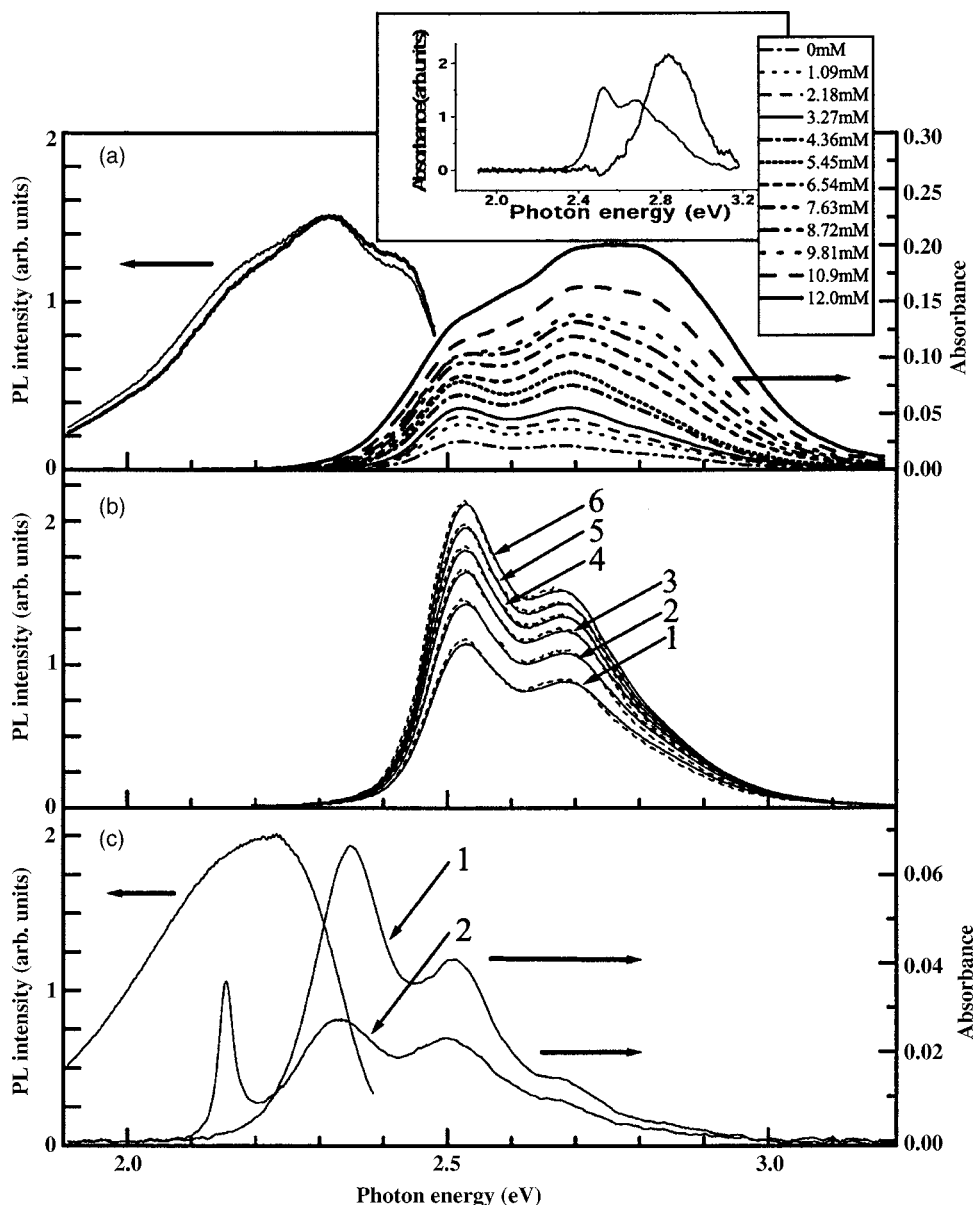 Absorbance(arb.units)
2
1
0
2.0
2.4
2.8
3.2
Photon energy (eV)
0mM
1.09mM
2.18mM
3.27mM
4.36mM
5.45mM
6.54mM
7.63mM
8.72mM
9.81mM
10.9mM
12.0mM
(a)
PL intensity (arb. units)
2
1
0
0.30
0.25
0.20
0.15
0.10
0.05
0.00
Absorbance
(b)
PL intensity (arb. units)
2
1
0
6
5
4
3
2
1
(c)
PL intensity (arb. units)
2
1
0
1
2
0.06
0.04
0.02
0.00
Absorbance
2.0
2.5
3.0
Photon energy (eV)